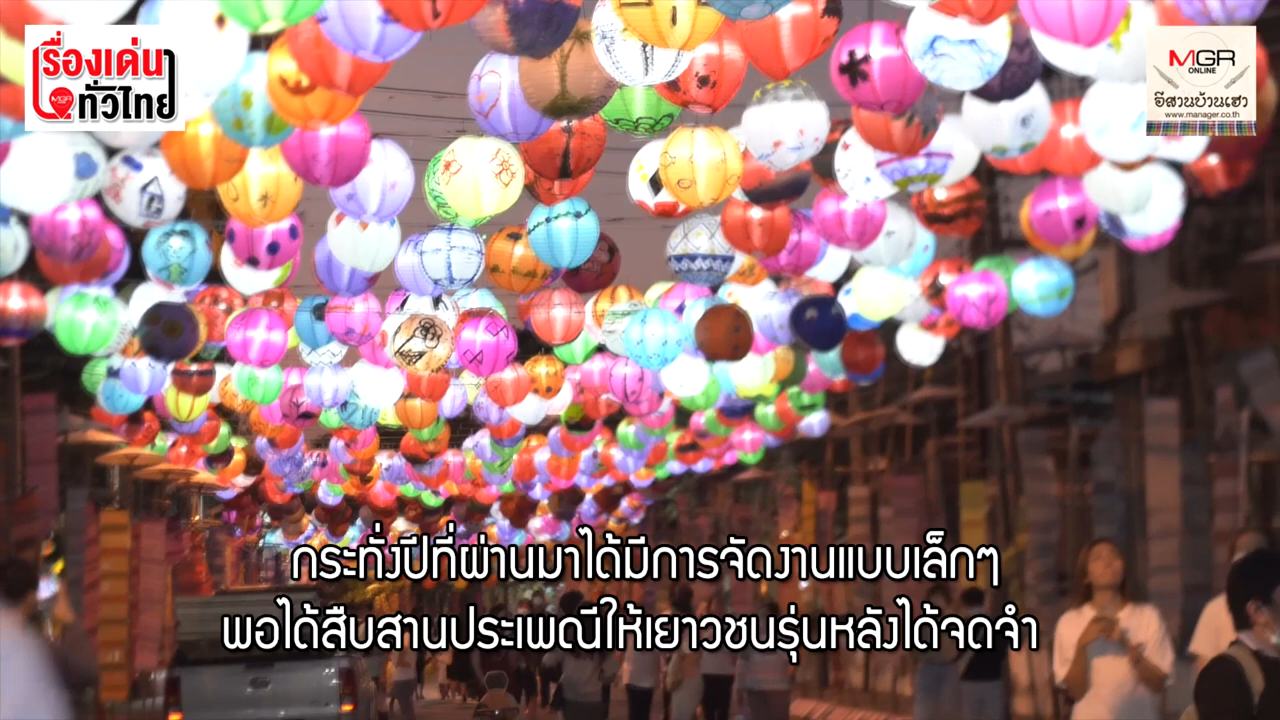 เรื่องเด่น
MGR
ทั่วไทย
MGR
ONLINE
อีสานบ้านเฮา
www.manager.co.th
กระทั่งปีที่ผ่านมาได้มีการจัดงานแบบเล็กๆ
พอได้สืบสานประเพณีให้เยาวชนรุ่นหลังได้จดจำ